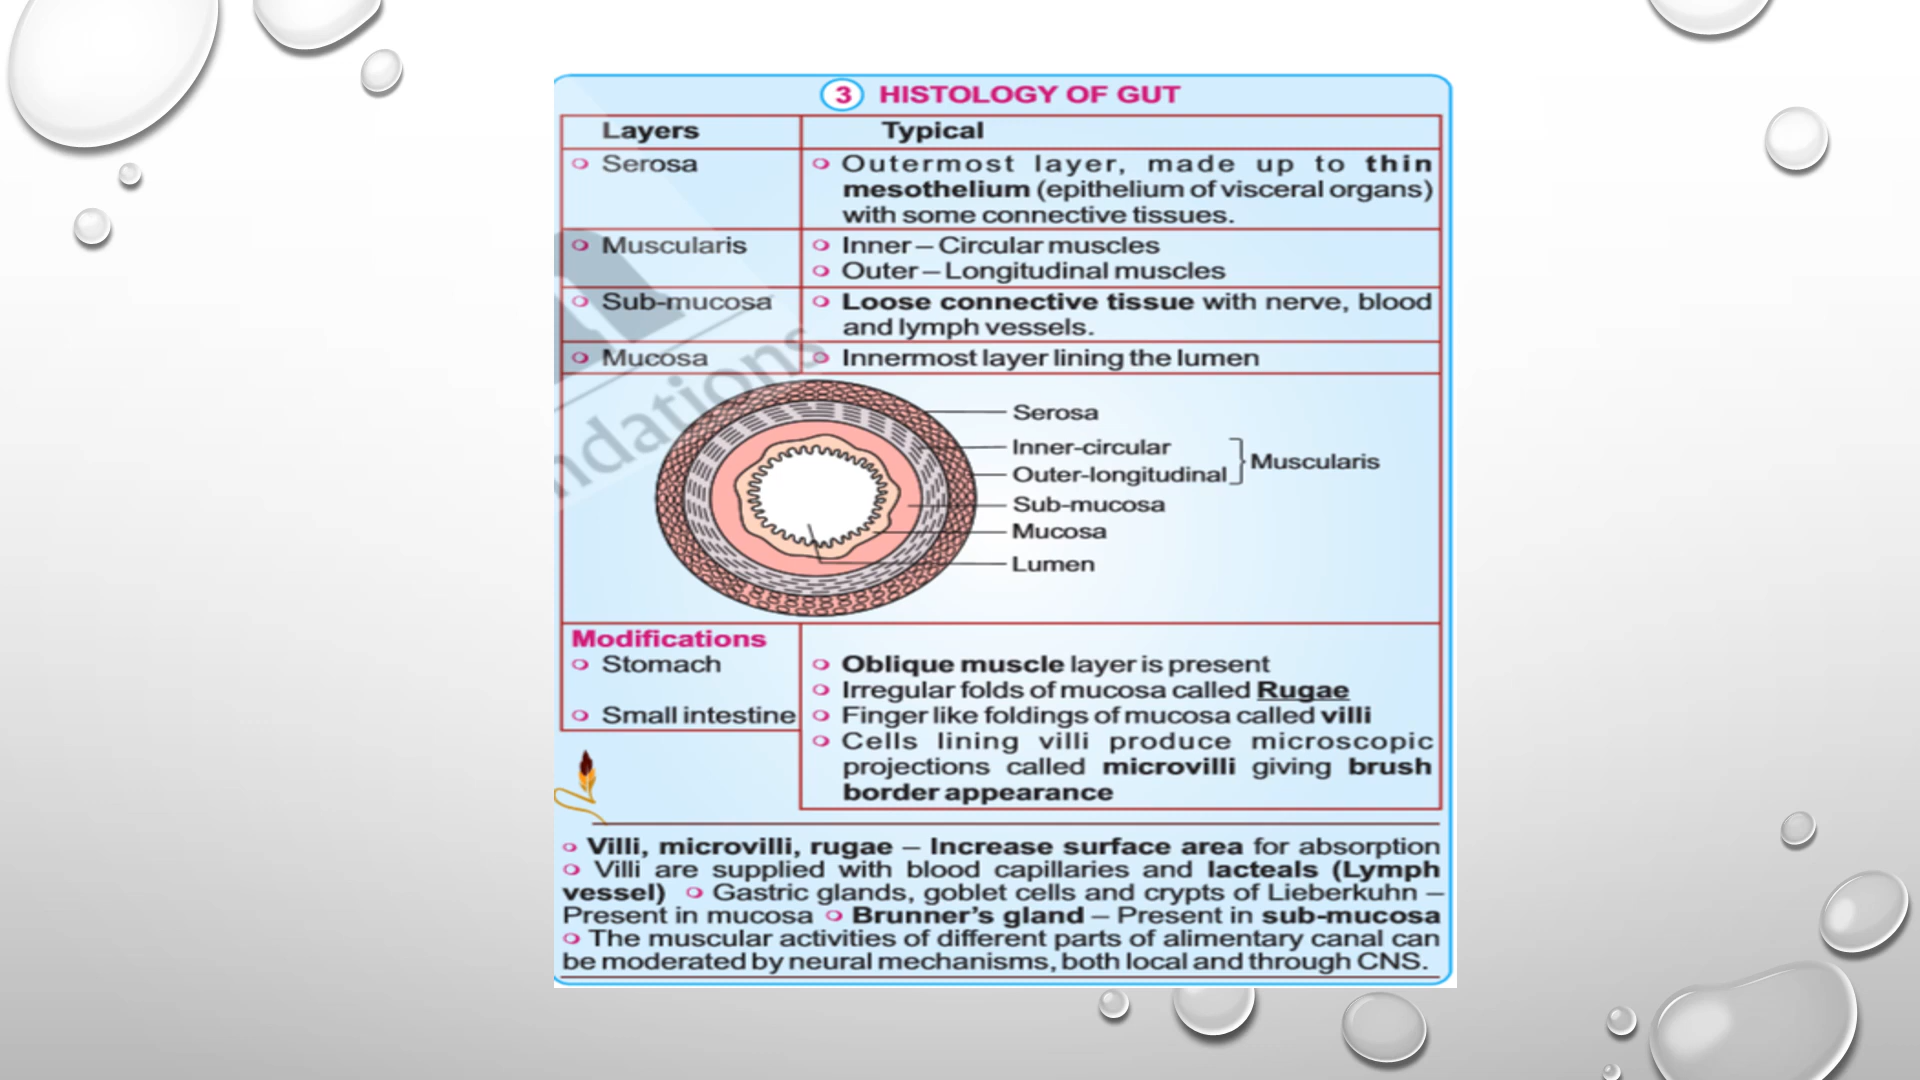 3 HISTOLOGY OF GUT
Layers Typical
Serosa
Outermost layer, made up to thin
mesothelium (epithelium of visceral organs)
with some connective tissues.
Muscularis
Inner – Circular muscles
Outer – Longitudinal muscles
Sub-mucosa
Loose connective tissue with nerve, blood
and lymph vessels.
Mucosa
Innermost layer lining the lumen
ndations
Serosa
Inner-circular
Outer-longitudinal
Muscularis
Sub-mucosa
Mucosa
Lumen
Modifications
Stomach
Oblique muscle layer is present
Irregular folds of mucosa called Rugae
Small intestine
Finger like foldings of mucosa called villi
Cells lining villi produce microscopic
projections called microvilli giving brush
border appearance
Villi, microvilli, rugae – Increase surface area for absorption
Villi are supplied with blood capillaries and lacteals (Lymph
vessel) Gastric glands, goblet cells and crypts of Lieberkuhn –
Present in mucosa Brunner's gland – Present in sub-mucosa
The muscular activities of different parts of alimentary canal can
be moderated by neural mechanisms, both local and through CNS.